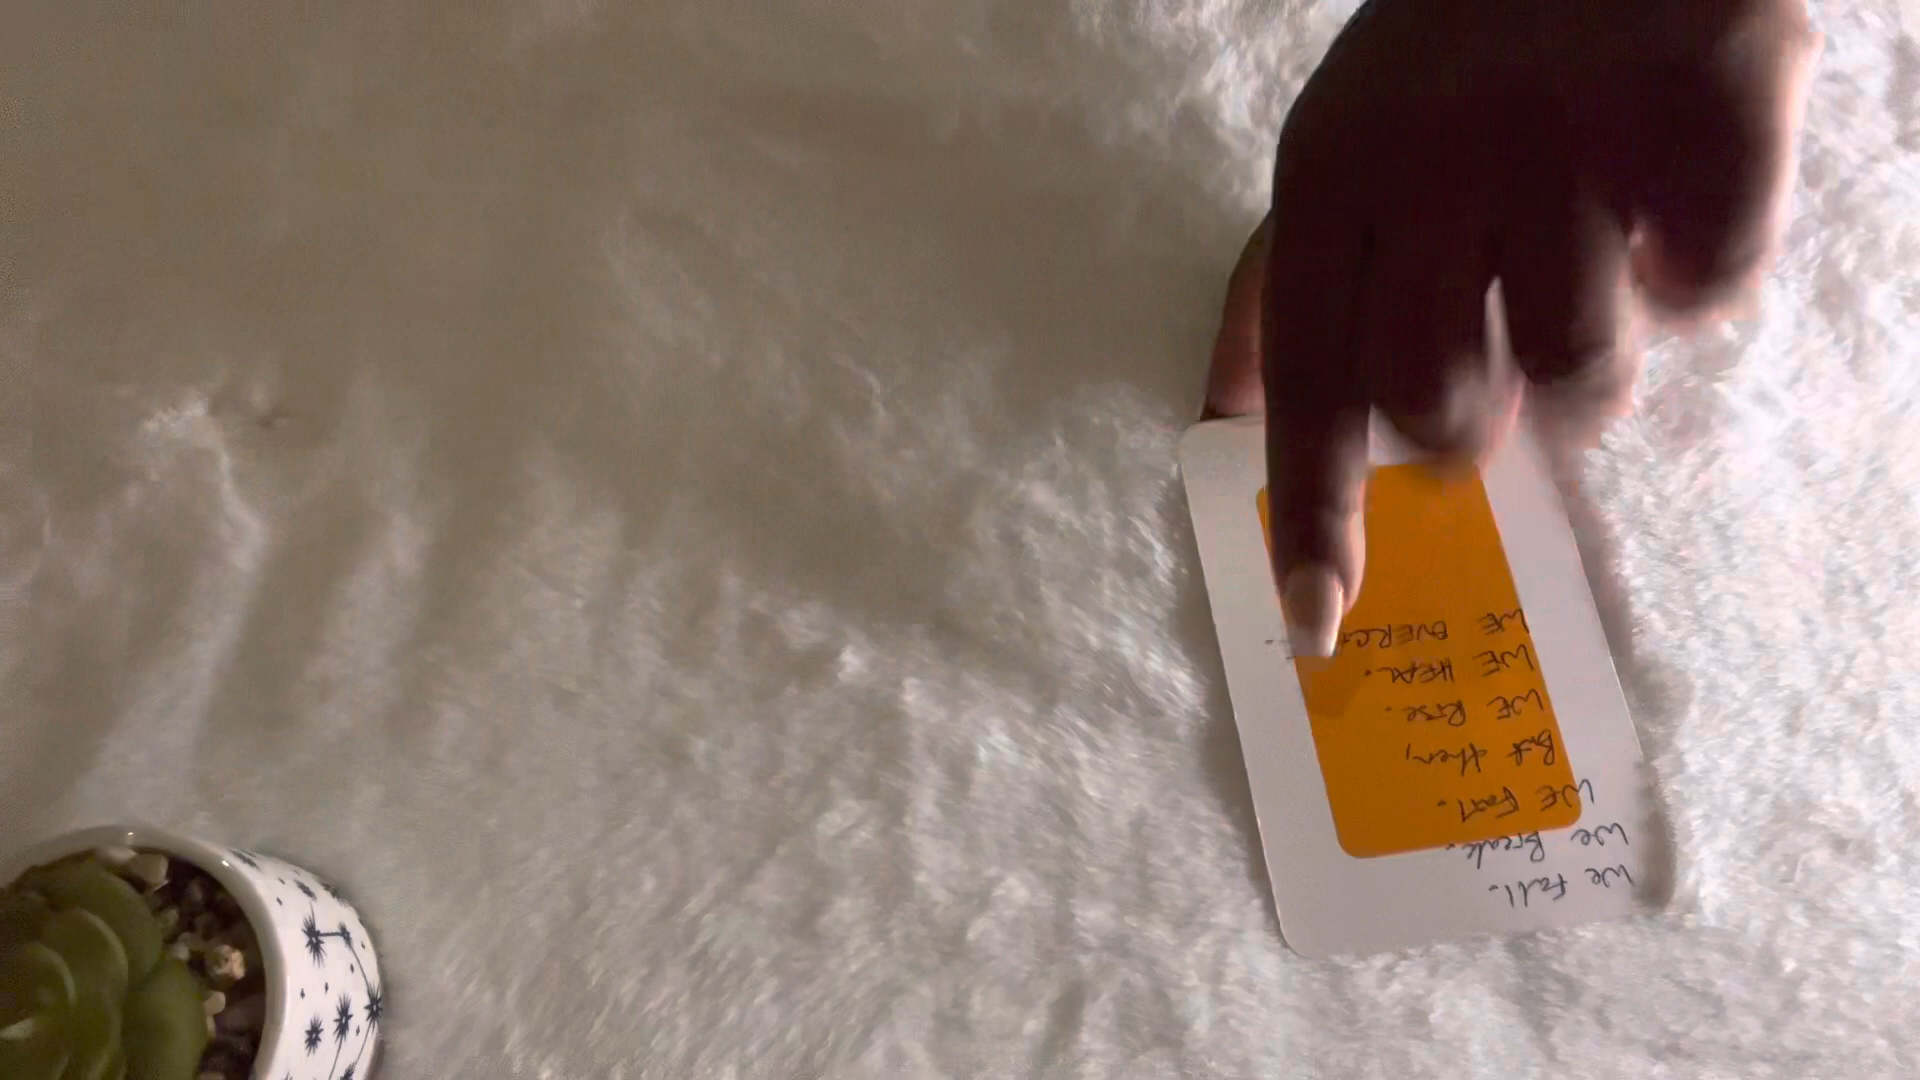 We fall.
We Break.
WE Fail.
But then,
WE Rise.
WE HEAL.
WE